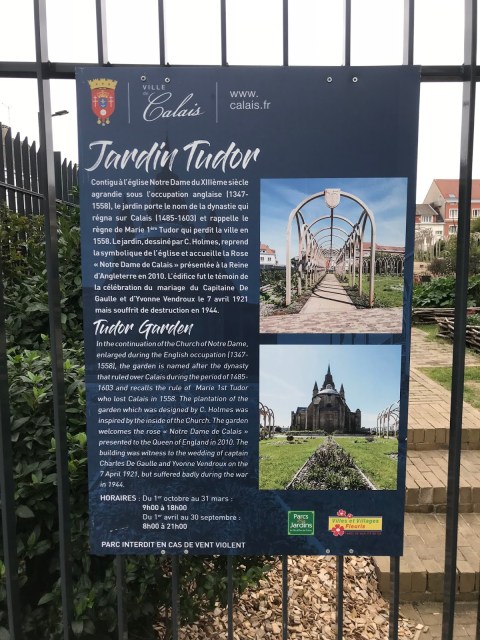 VILLE
DE Calais
www.
calais.fr
Jardin Tudor
Contigu à l'église Notre Dame du XIIIème siècle
agrandie sous l'occupation anglaise (1347-
1558), le jardin porte le nom de la dynastie qui
régna sur Calais (1485-1603) et rappelle le
règne de Marie 1ère Tudor qui perdit la ville en
1558. Le jardin, dessiné par C. Holmes, reprend
la symbolique de l'église et accueille la Rose
« Notre Dame de Calais » présentée à la Reine
d'Angleterre en 2010. L'édifice fut le témoin de
la célébration du mariage du Capitaine De
Gaulle et d'Yvonne Vendroux le 7 avril 1921
mais souffrit de destruction en 1944.
Tudor Garden
In the continuation of the Church of Notre Dame,
enlarged during the English occupation (1347-
1558), the garden is named after the dynasty
that ruled over Calais during the period of 1485-
1603 and recalls the rule of Marie 1st Tudor
who lost Calais in 1558. The plantation of the
garden which was designed by C. Holmes was
inspired by the inside of the Church. The garden
welcomes the rose « Notre Dame de Calais »
presented to the Queen of England in 2010. The
building was witness to the wedding of captain
Charles De Gaulle and Yvonne Vendroux on the
7 April 1921, but suffered badly during the war
in 1944.
HORAIRES : Du 1er octobre au 31 mars :
9h00 à 18h00
Du 1er avril au 30 septembre :
8h00 à 21h00
PARC INTERDIT EN CAS DE VENT VIOLENT
Parcs
et
Jardins
Villes et Villages
Fleuris